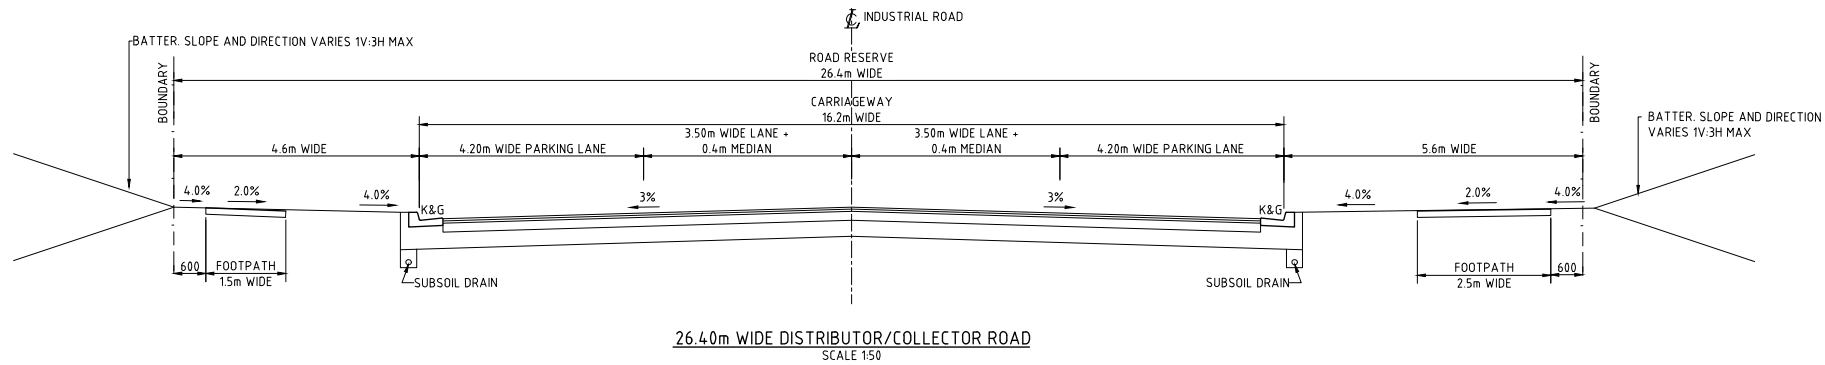 ℄ INDUSTRIAL ROAD
BATTER. SLOPE AND DIRECTION VARIES 1V:3H MAX
BOUNDARY
ROAD RESERVE
26.4m WIDE
BOUNDARY
CARRIAGEWAY
16.2m WIDE
BATTER. SLOPE AND DIRECTION
VARIES 1V:3H MAX
3.50m WIDE LANE +
0.4m MEDIAN
3.50m WIDE LANE +
0.4m MEDIAN
4.6m WIDE
4.20m WIDE PARKING LANE
4.20m WIDE PARKING LANE
5.6m WIDE
4.0%
2.0%
4.0%
3%
3%
4.0%
2.0%
4.0%
K&G
K&G
600
FOOTPATH
1.5m WIDE
SUBSOIL DRAIN
SUBSOIL DRAIN
FOOTPATH
2.5m WIDE
600
26.40m WIDE DISTRIBUTOR/COLLECTOR ROAD
SCALE 1:50